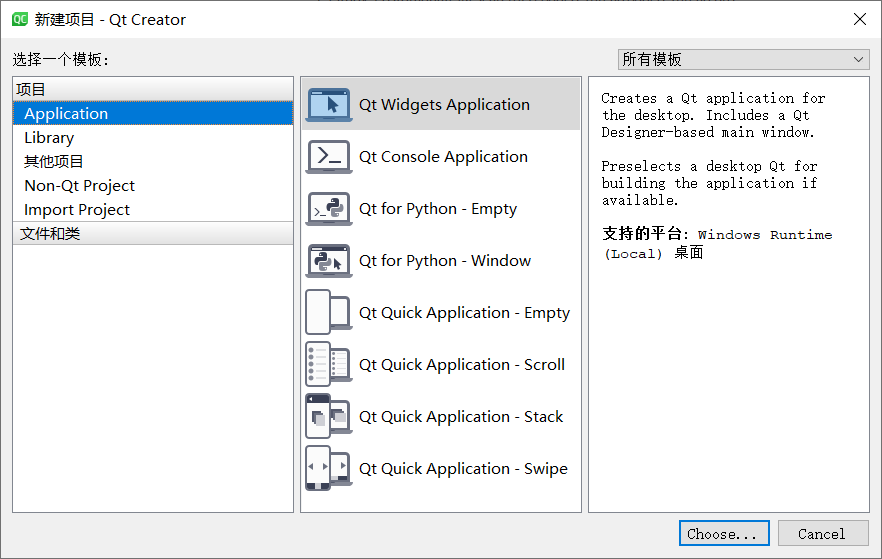 新建项目 - Qt Creator
选择一个模板：
所有模板
项目
Application
Library
其他项目
Non-Qt Project
Import Project
文件和类
Qt Widgets Application
Qt Console Application
Qt for Python - Empty
Qt for Python - Window
Qt Quick Application - Empty
Qt Quick Application - Scroll
Qt Quick Application - Stack
Qt Quick Application - Swipe
Creates a Qt application for
the desktop. Includes a Qt
Designer-based main window.
Preselects a desktop Qt for
building the application if
available.
支持的平台: Windows Runtime
(Local) 桌面
Choose...
Cancel